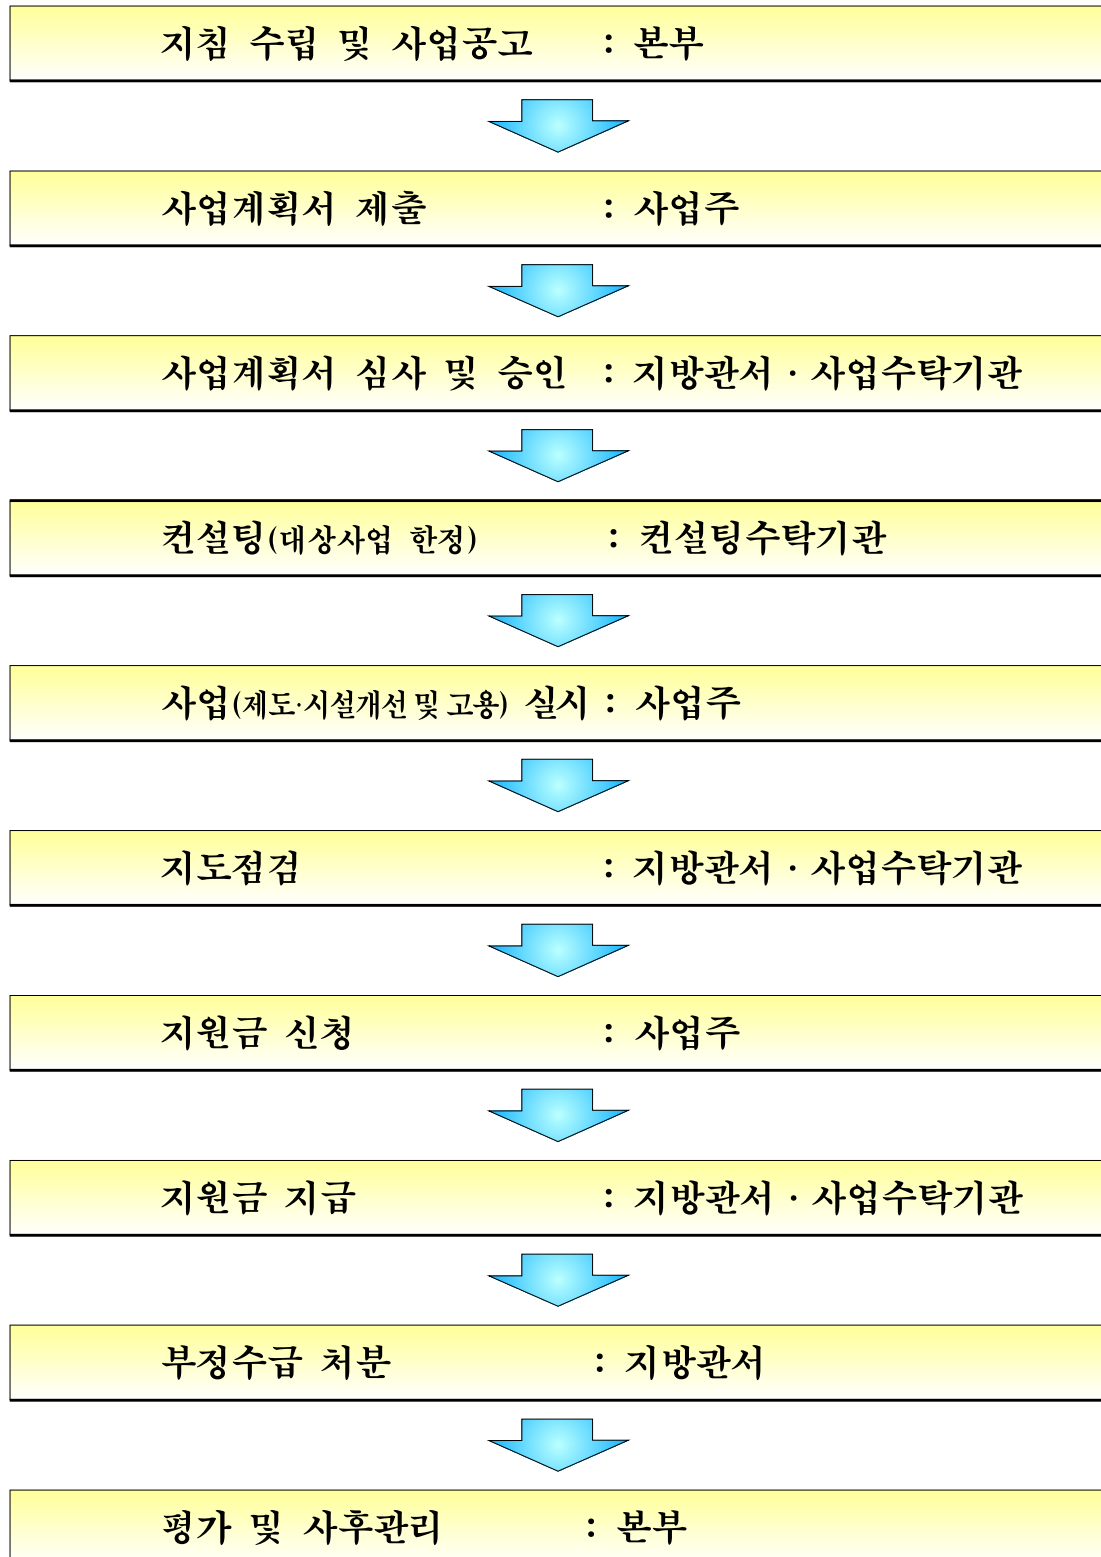 지침 수립 및 사업공고 : 본부
사업계획서 제출 : 사업주
사업계획서 심사 및 승인 : 지방관서 · 사업수탁기관
컨설팅(대상사업 한정) : 컨설팅수탁기관
사업(제도·시설개선 및 고용) 실시 : 사업주
지도점검 : 지방관서 · 사업수탁기관
지원금 신청 : 사업주
지원금 지급 : 지방관서 · 사업수탁기관
부정수급 처분 : 지방관서
평가 및 사후관리 : 본부